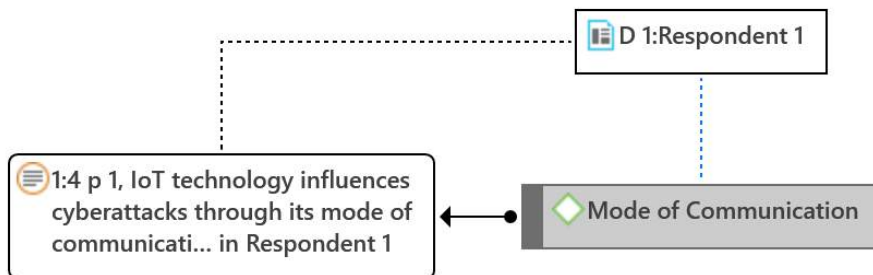 D 1:Respondent 1
1:4 p 1, IoT technology influences
cyberattacks through its mode of
communicati... in Respondent 1
Mode of Communication